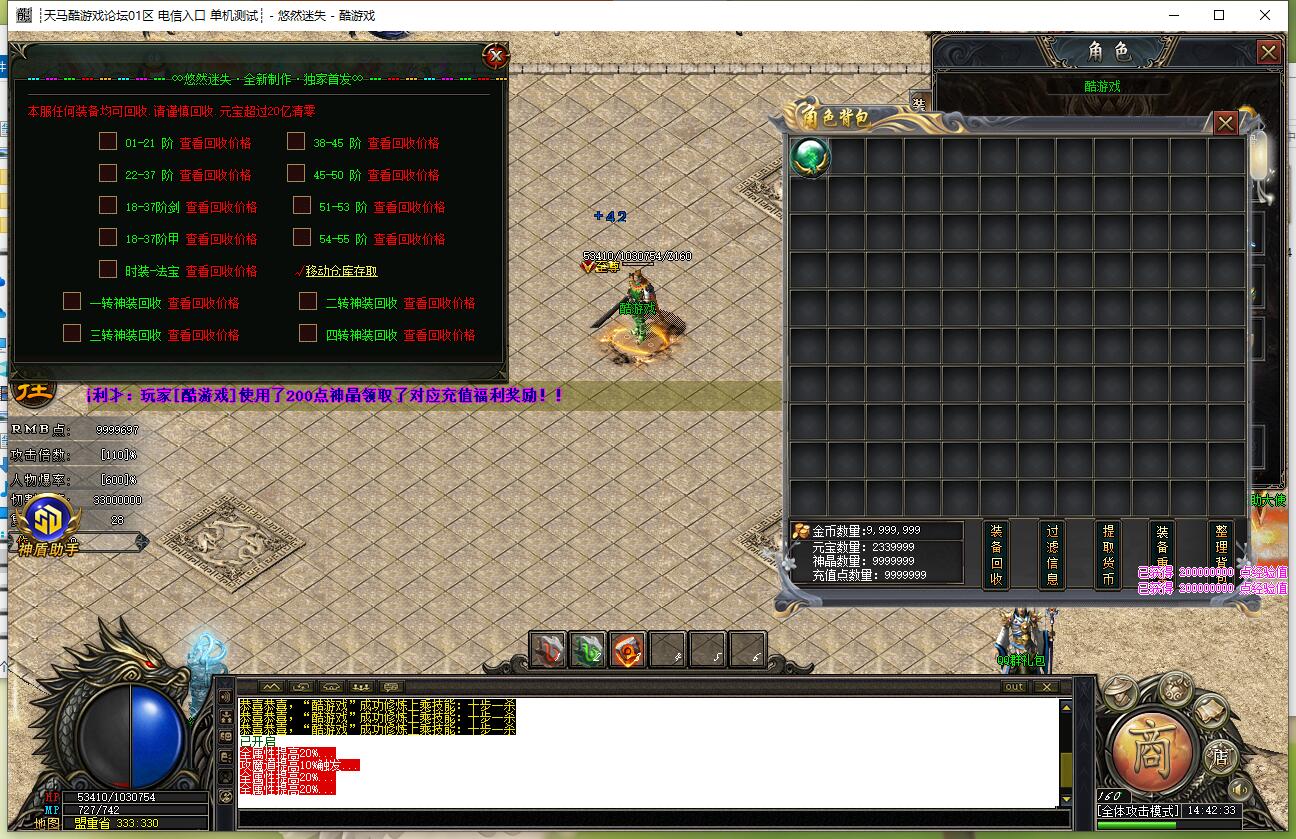 天马酷游戏论坛01区 电信入口 单机测试 - 悠然迷失 - 酷游戏
∞悠然迷失·全新制作·独家首发∞
本服任何装备均可回收.请谨慎回收.元宝超过20亿清零
01-21 阶 查看回收价格
38-45 阶 查看回收价格
22-37 阶 查看回收价格
45-50 阶 查看回收价格
18-37阶剑 查看回收价格
51-53 阶 查看回收价格
18-37阶甲 查看回收价格
54-55 阶 查看回收价格
时装-法宝 查看回收价格
√移动仓库存取
一转神装回收 查看回收价格
二转神装回收 查看回收价格
三转神装回收 查看回收价格
四转神装回收 查看回收价格
角色
酷游戏
装
角色背包
+42
53410/1030754/Z160
至尊
酷游戏
利>：玩家[酷游戏]使用了200点神晶领取了对应充值福利奖励！！
RMB点： 9999697
攻击倍数： [110]%
人物爆率： [600]%
33000000
28
神盾助手
金币数量:9,999,999
元宝数量: 2339999
神晶数量: 9999999
充值点数量: 9999999
装备回收
过滤信息
提取货币
装备重
整理背包
助大使
已获得 200000000 点经验值
已获得 200000000 点经验值
QQ群礼包
1
2
3
4
5
6
out
恭喜恭喜，“酷游戏”成功修炼上乘技能：十步一杀
恭喜恭喜，“酷游戏”成功修炼上乘技能：十步一杀
恭喜恭喜，“酷游戏”成功修炼上乘技能：十步一杀
已开启
全属性提高20%...
攻魔道提高10%触发...
全属性提高20%...
全属性提高20%...
HP 53410/1030754
MP 727/742
地图 盟重省 333:330
商
店
160
[全体攻击模式] 14:42:33